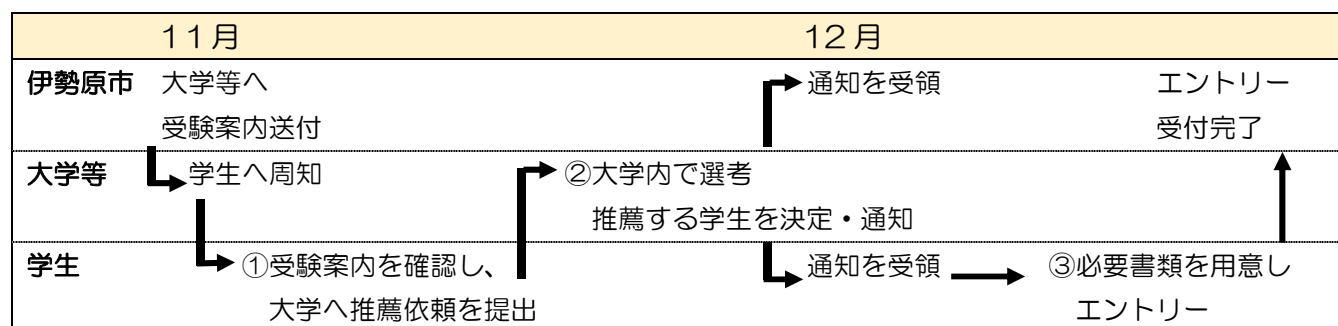 11月 12月
伊勢原市 大学等へ 通知を受領 エントリー
受験案内送付 受付完了
大学等 学生へ周知 ②大学内で選考
推薦する学生を決定・通知
学生 ①受験案内を確認し、 通知を受領 ③必要書類を用意し
大学へ推薦依頼を提出 エントリー